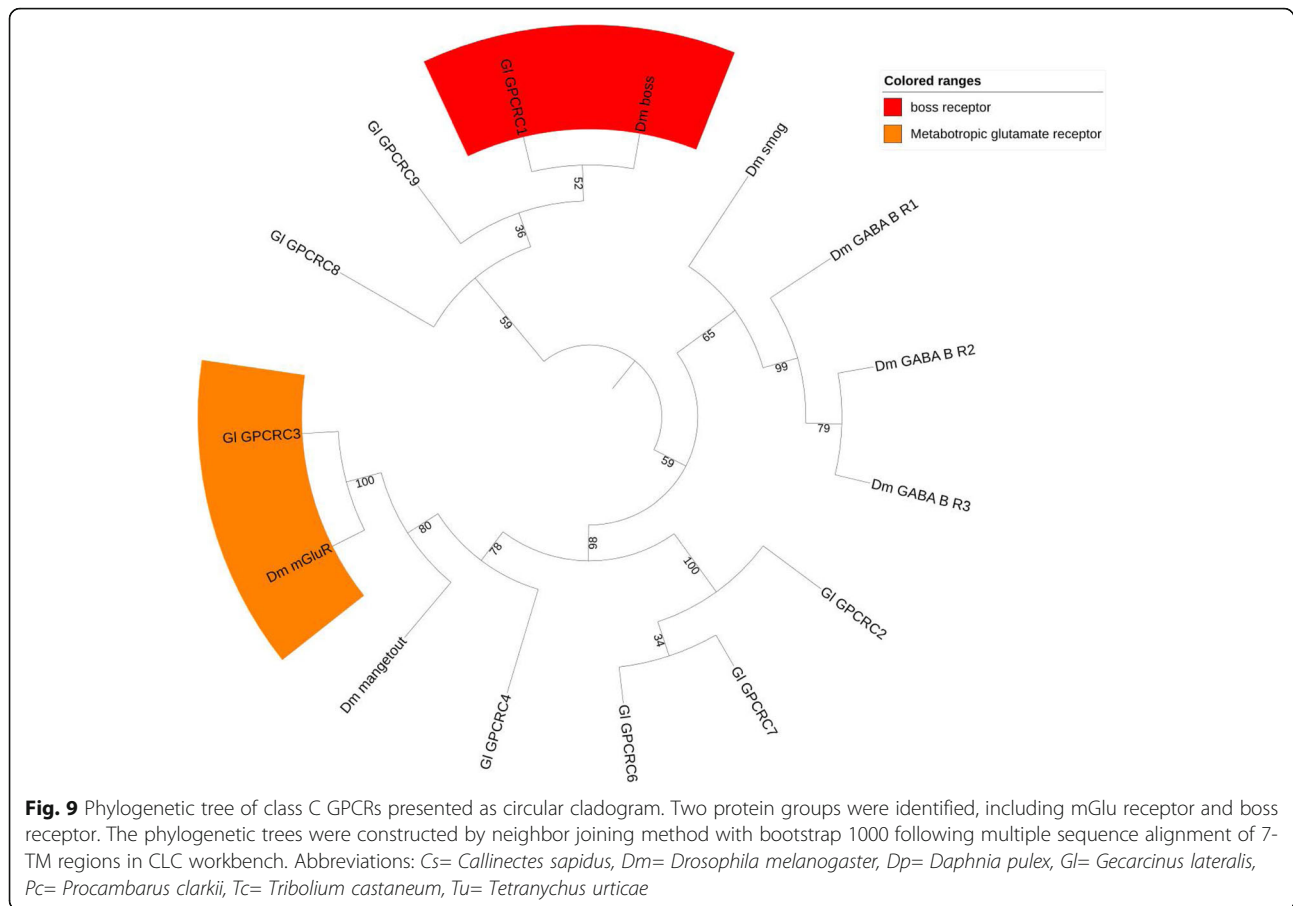 Gl GPCRC1
Dm boss
Colored ranges
boss receptor
Metabotropic glutamate receptor
Gl GPCRC9
Dm smog
52
Dm GABA B R1
36
Gl GPCRC8
59
65
Dm GABA B R2
99
79
Gl GPCRC3
59
100
Dm GABA B R3
80
86
78
Dm mGluR
100
Gl GPCRC2
34
Dm mangetout
Gl GPCRC4
Gl GPCRC7
Gl GPCRC6
Fig. 9 Phylogenetic tree of class C GPCRs presented as circular cladogram. Two protein groups were identified, including mGlu receptor and boss
receptor. The phylogenetic trees were constructed by neighbor joining method with bootstrap 1000 following multiple sequence alignment of 7-
TM regions in CLC workbench. Abbreviations: Cs= Callinectes sapidus, Dm= Drosophila melanogaster, Dp= Daphnia pulex, Gl= Gecarcinus lateralis,
Pc= Procambarus clarkii, Tc= Tribolium castaneum, Tu= Tetranychus urticae